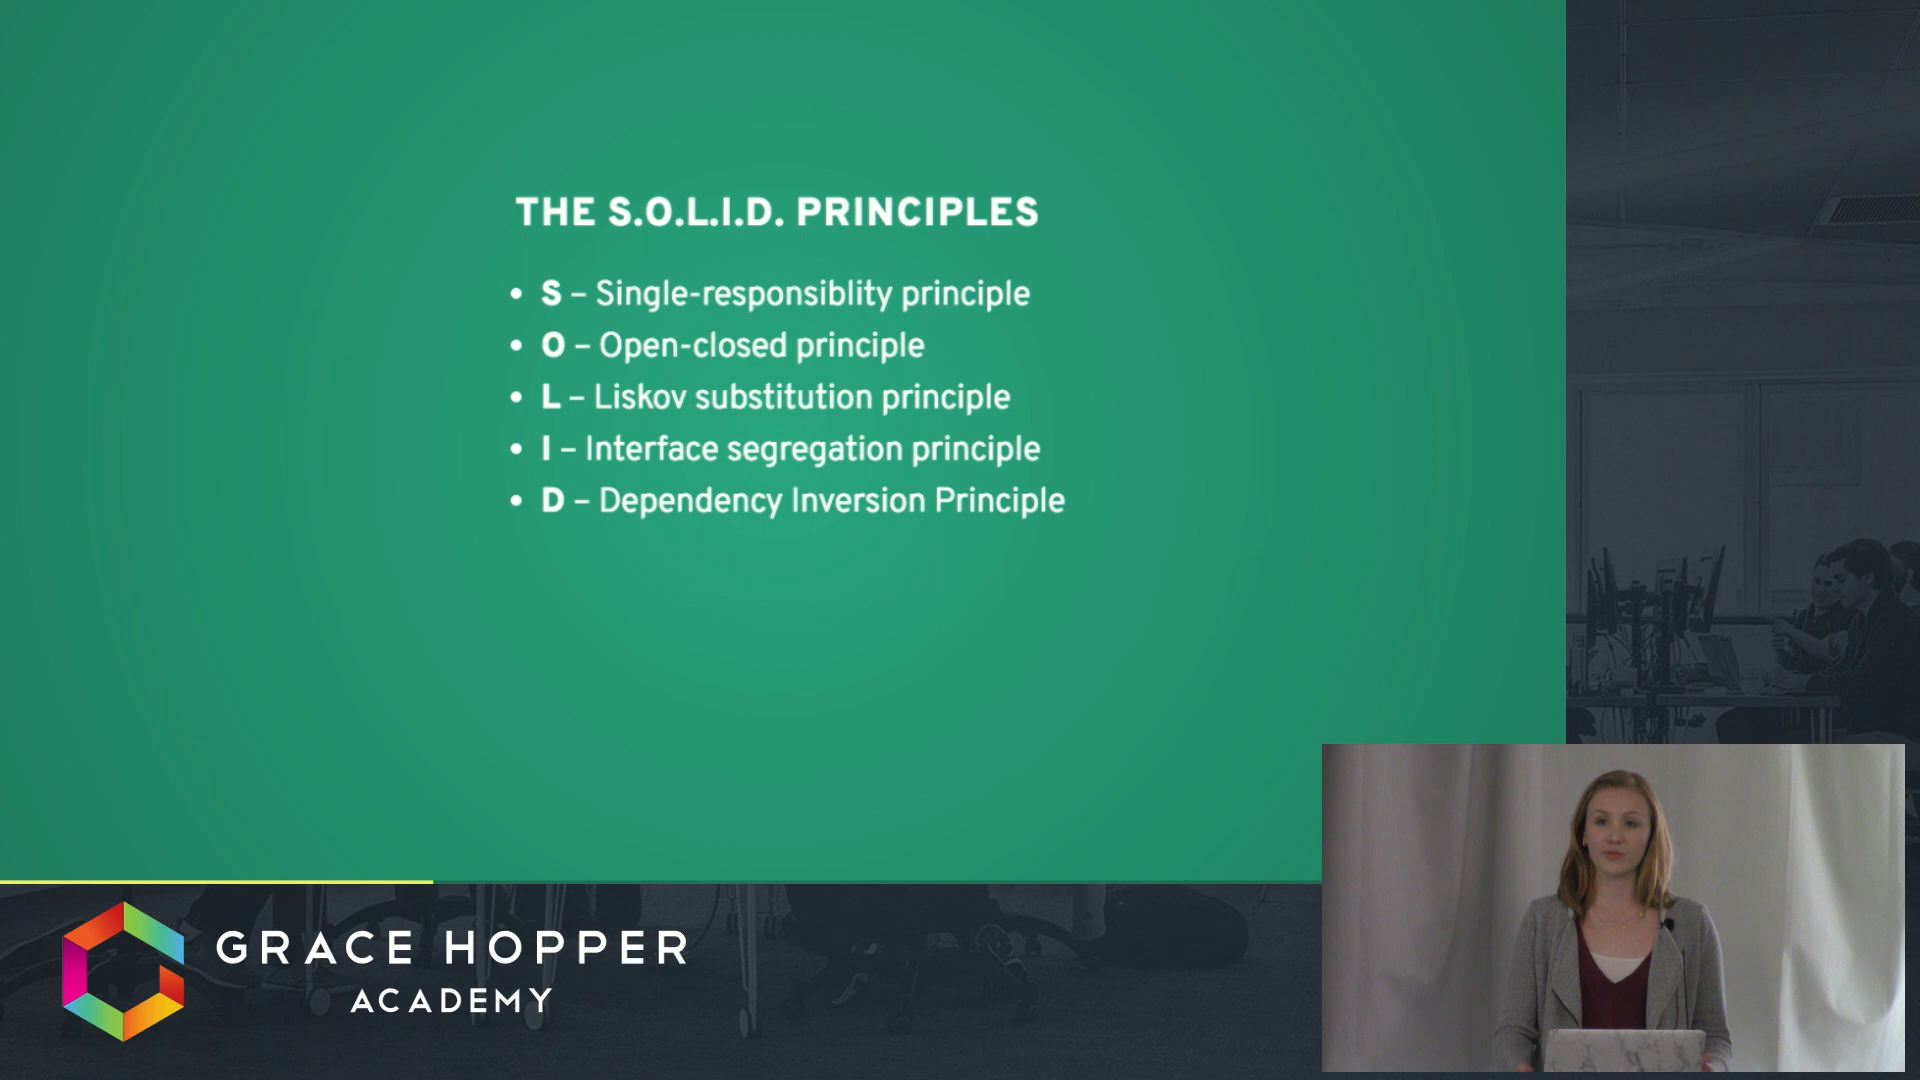 THE S.O.L.I.D. PRINCIPLES
• S – Single-responsiblity principle
• O – Open-closed principle
• L – Liskov substitution principle
• I – Interface segregation principle
• D – Dependency Inversion Principle
GRACE HOPPER
ACADEMY